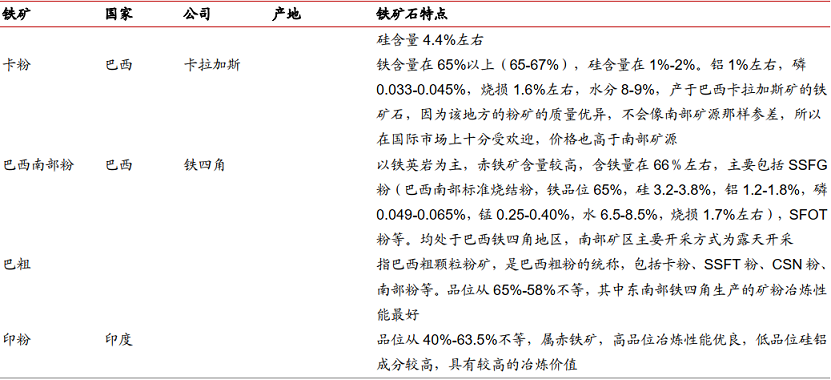 铁矿 国家 公司 产地 铁矿石特点
硅含量 4.4%左右
卡粉 巴西 卡拉加斯 铁含量在 65%以上（65-67%），硅含量在 1%-2%。铝 1%左右，磷
0.033-0.045%，烧损 1.6%左右，水分 8-9%，产于巴西卡拉加斯矿的铁
矿石，因为该地方的粉矿的质量优异，不会像南部矿源那样参差，所以
在国际市场上十分受欢迎，价格也高于南部矿源
巴西南部粉 巴西 铁四角 以铁英岩为主，赤铁矿含量较高，含铁量在 66％左右，主要包括 SSFG
粉（巴西南部标准烧结粉，铁品位 65%，硅 3.2-3.8%，铝 1.2-1.8%，磷
0.049-0.065%，锰 0.25-0.40%，水 6.5-8.5%，烧损 1.7%左右），SFOT
粉等。均处于巴西铁四角地区，南部矿区主要开采方式为露天开采
巴粗 指巴西粗颗粒粉矿，是巴西粗粉的统称，包括卡粉、SSFT 粉、CSN 粉、
南部粉等。品位从 65%-58%不等，其中东南部铁四角生产的矿粉冶炼性
能最好
印粉 印度 品位从 40%-63.5%不等，属赤铁矿，高品位冶炼性能优良，低品位硅铝
成分较高，具有较高的冶炼价值